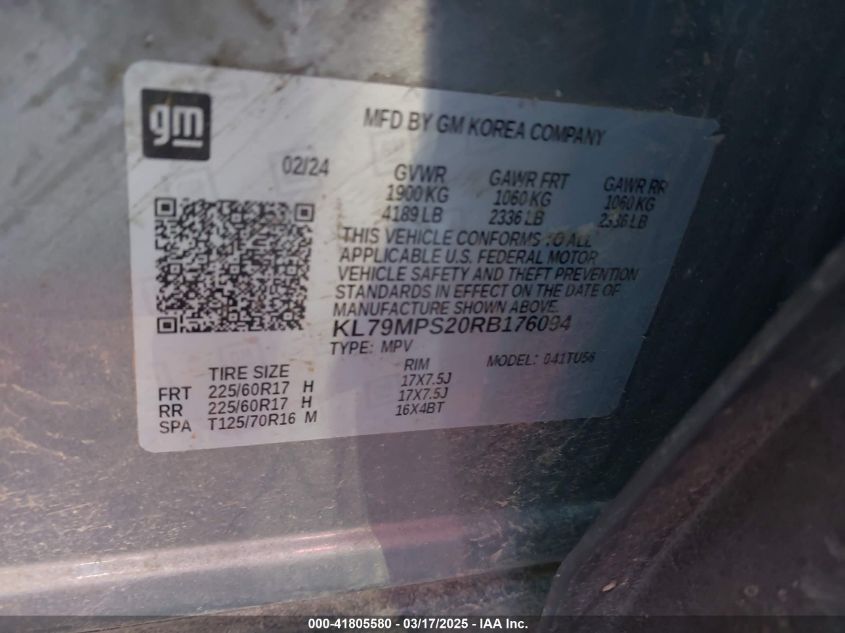 gm
MFD BY GM KOREA COMPANY
02/24
GVWR GAWR FRT GAWR RR
1900 KG 1060 KG 1060 KG
4189 LB 2336 LB 2336 LB
THIS VEHICLE CONFORMS TO ALL
APPLICABLE U.S. FEDERAL MOTOR
VEHICLE SAFETY AND THEFT PREVENTION
STANDARDS IN EFFECT ON THE DATE OF
MANUFACTURE SHOWN ABOVE.
KL79MPS20RB176094
TYPE: MPV MODEL: 041TU56
TIRE SIZE RIM
FRT 225/60R17 H 17X7.5J
RR 225/60R17 H 17X7.5J
SPA T125/70R16 M 16X4BT
000-41805580 / 03/17/2025 / IAA Inc.